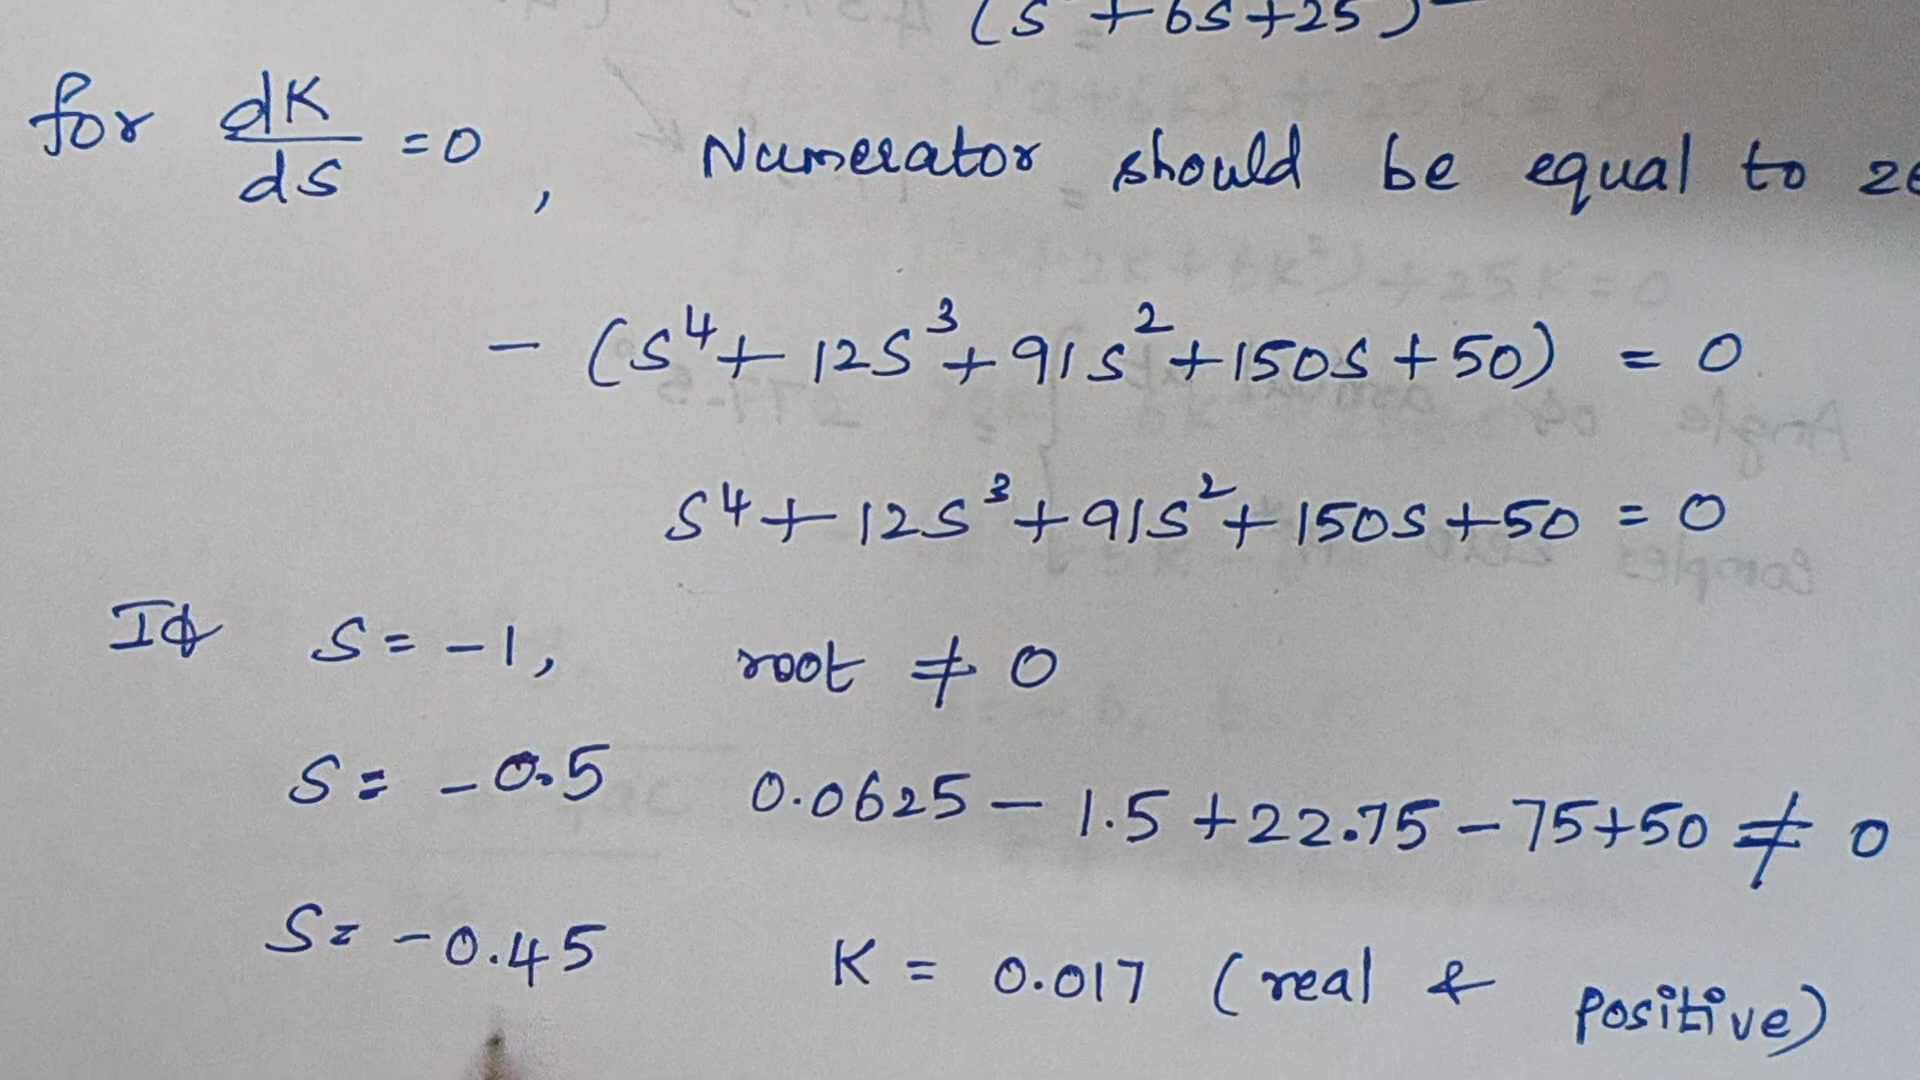 (s + 6s+25)
for dK/ds =0, Numerator should be equal to
- (s⁴+ 12s³+91s²+150s+50) = 0
s⁴+12s³+91s²+150s+50 = 0
If s=-1, root ≠ 0
s= -0.5 0.0625 - 1.5 +22.75 -75+50 ≠ 0
s= -0.45 K = 0.017 (real & positive)